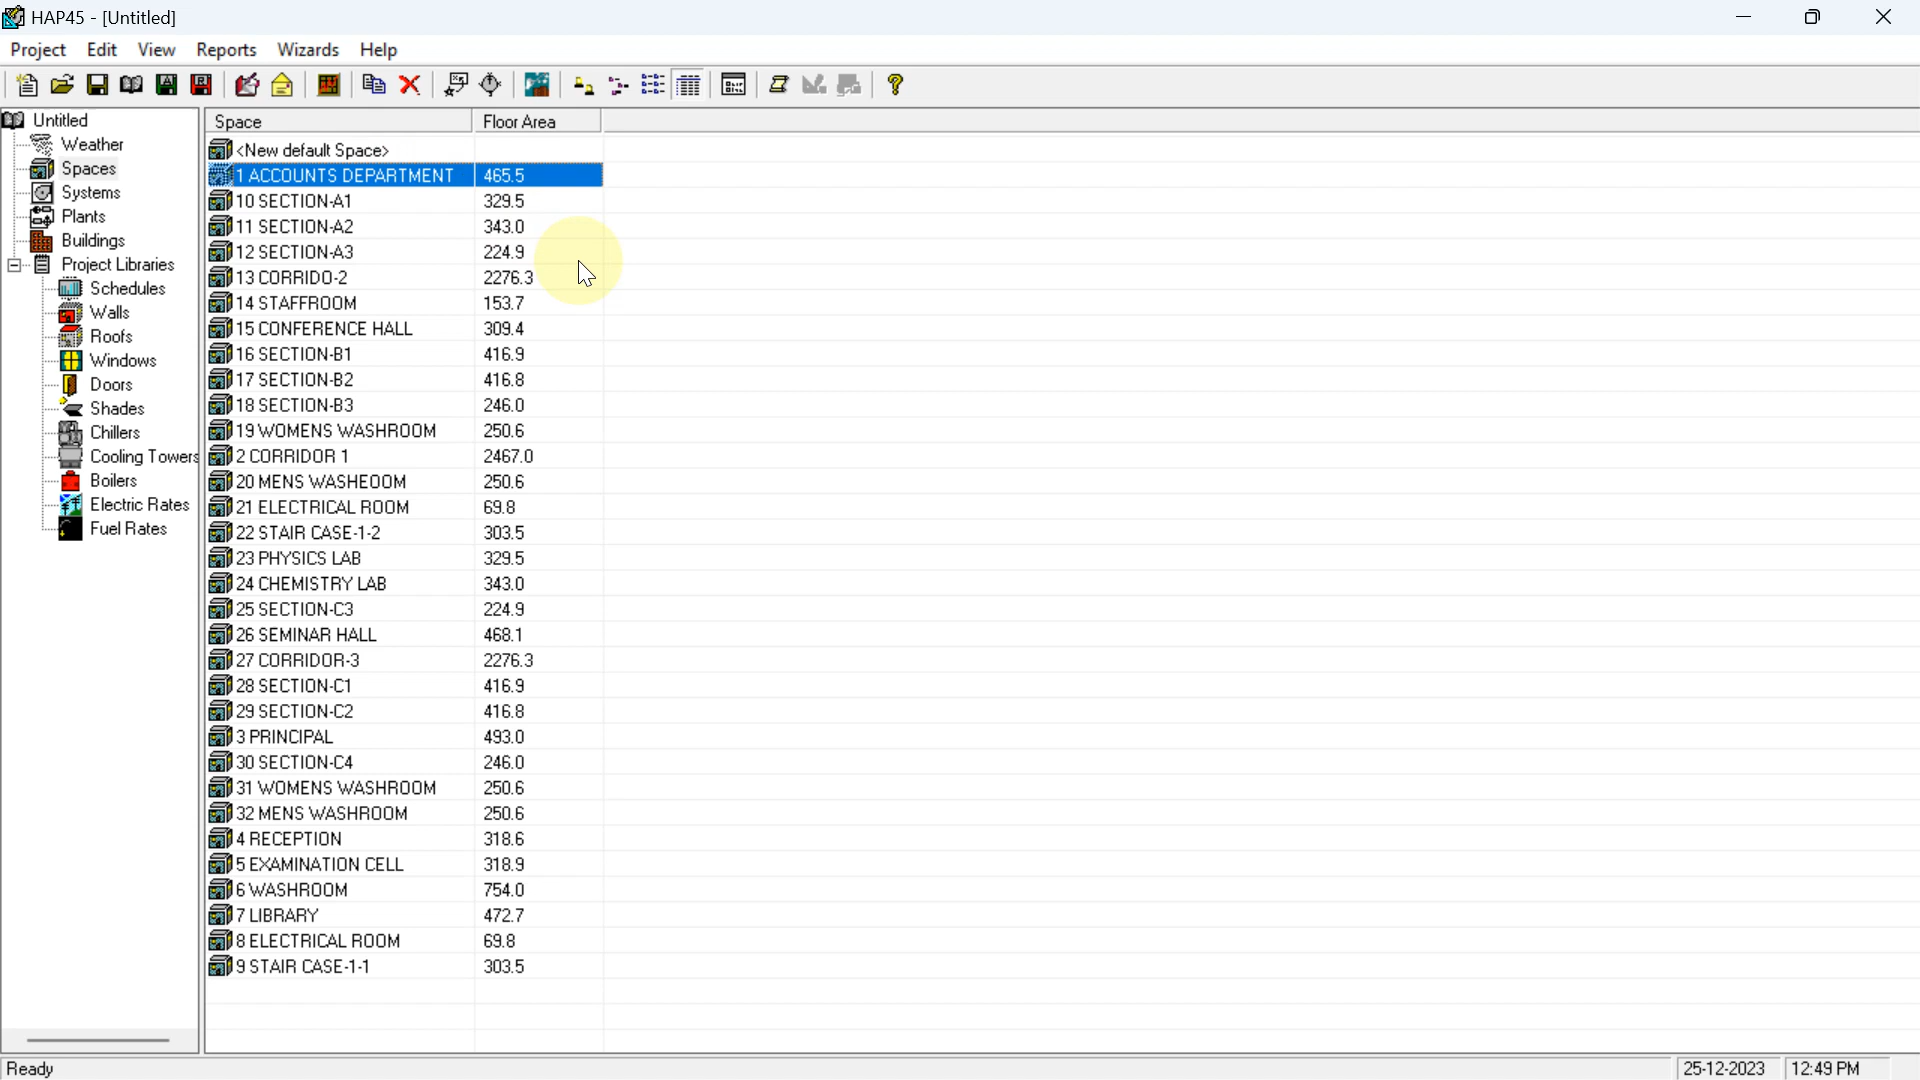 HAP45 - [Untitled]
Project Edit View Reports Wizards Help
Untitled
Weather
Spaces
Systems
Plants
Buildings
Project Libraries
Schedules
Walls
Roofs
Windows
Doors
Shades
Chillers
Cooling Towers
Boilers
Electric Rates
Fuel Rates
Space Floor Area
<New default Space>
1 ACCOUNTS DEPARTMENT 465.5
10 SECTION-A1 329.5
11 SECTION-A2 343.0
12 SECTION-A3 224.9
13 CORRIDO-2 2276.3
14 STAFFROOM 153.7
15 CONFERENCE HALL 309.4
16 SECTION-B1 416.9
17 SECTION-B2 416.8
18 SECTION-B3 246.0
19 WOMENS WASHROOM 250.6
2 CORRIDOR 1 2467.0
20 MENS WASHEOOM 250.6
21 ELECTRICAL ROOM 69.8
22 STAIR CASE-1-2 303.5
23 PHYSICS LAB 329.5
24 CHEMISTRY LAB 343.0
25 SECTION-C3 224.9
26 SEMINAR HALL 468.1
27 CORRIDOR-3 2276.3
28 SECTION-C1 416.9
29 SECTION-C2 416.8
3 PRINCIPAL 493.0
30 SECTION-C4 246.0
31 WOMENS WASHROOM 250.6
32 MENS WASHROOM 250.6
4 RECEPTION 318.6
5 EXAMINATION CELL 318.9
6 WASHROOM 754.0
7 LIBRARY 472.7
8 ELECTRICAL ROOM 69.8
9 STAIR CASE-1-1 303.5
Ready 25-12-2023 12:49 PM